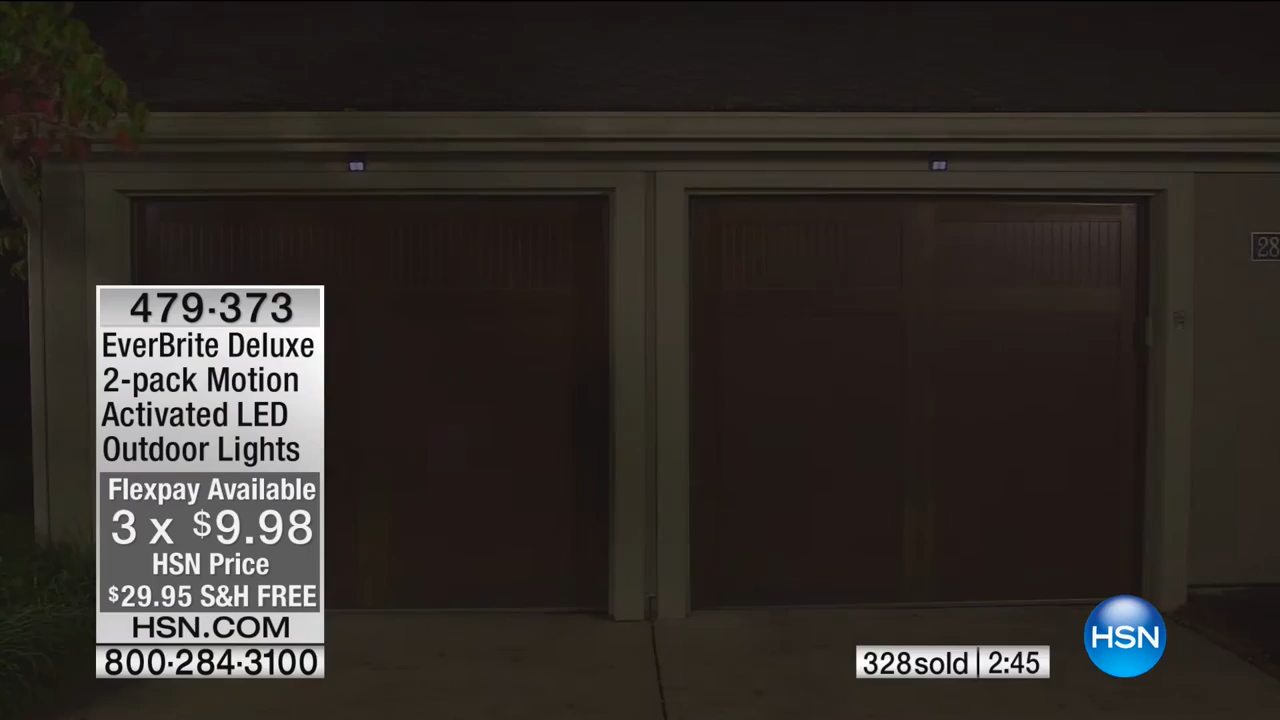 479·373
EverBrite Deluxe
2-pack Motion
Activated LED
Outdoor Lights
Flexpay Available
3 x $9.98
HSN Price
$29.95 S&H FREE
HSN.COM
800·284·3100
328sold | 2:45
HSN
28